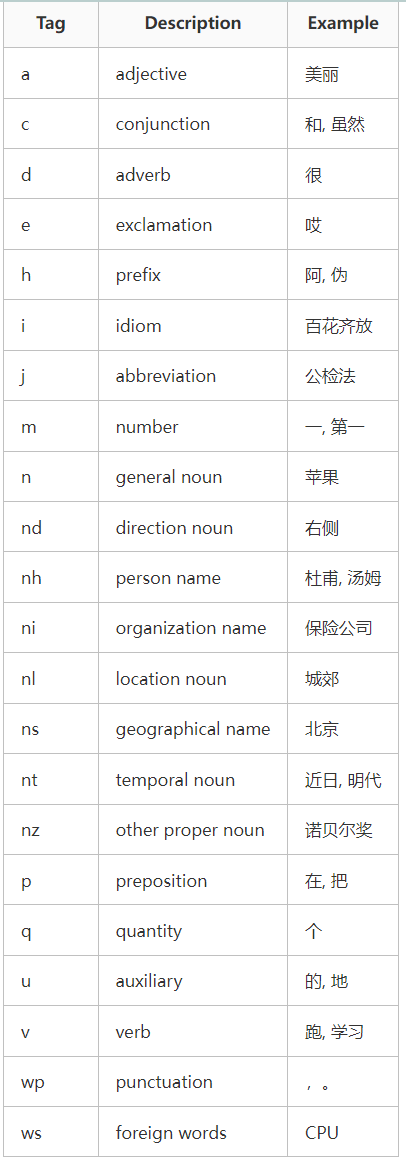 Tag Description Example
a adjective 美丽
c conjunction 和, 虽然
d adverb 很
e exclamation 哎
h prefix 阿, 伪
i idiom 百花齐放
j abbreviation 公检法
m number 一, 第一
n general noun 苹果
nd direction noun 右侧
nh person name 杜甫, 汤姆
ni organization name 保险公司
nl location noun 城郊
ns geographical name 北京
nt temporal noun 近日, 明代
nz other proper noun 诺贝尔奖
p preposition 在, 把
q quantity 个
u auxiliary 的, 地
v verb 跑, 学习
wp punctuation ，。
ws foreign words CPU